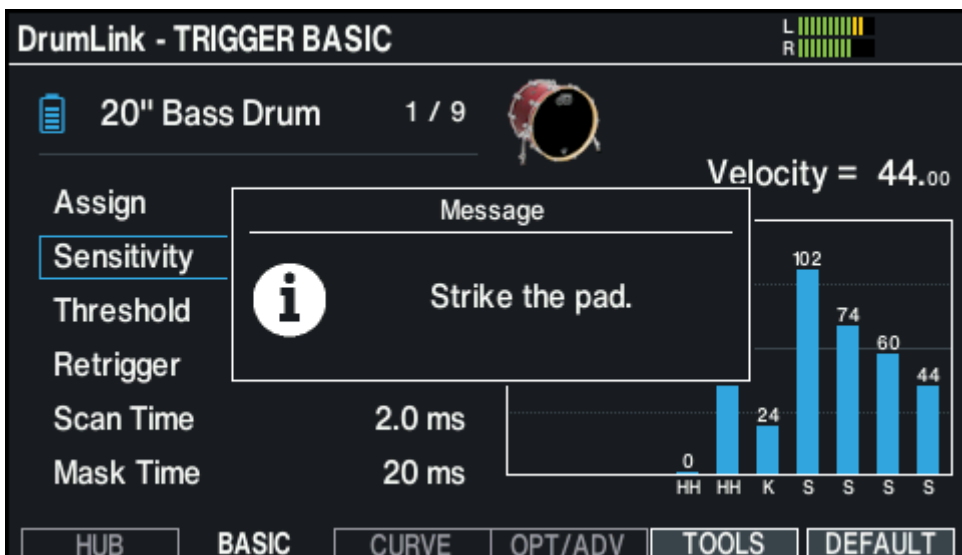 DrumLink - TRIGGER BASIC
L
R
20" Bass Drum 1 / 9
Velocity = 44.00
Assign
Sensitivity
Threshold
Retrigger
Scan Time 2.0 ms
Mask Time 20 ms
Message
i
Strike the pad.
102
74
60
44
24
0
HH HH K S S S S
HUB BASIC CURVE OPT/ADV TOOLS DEFAULT